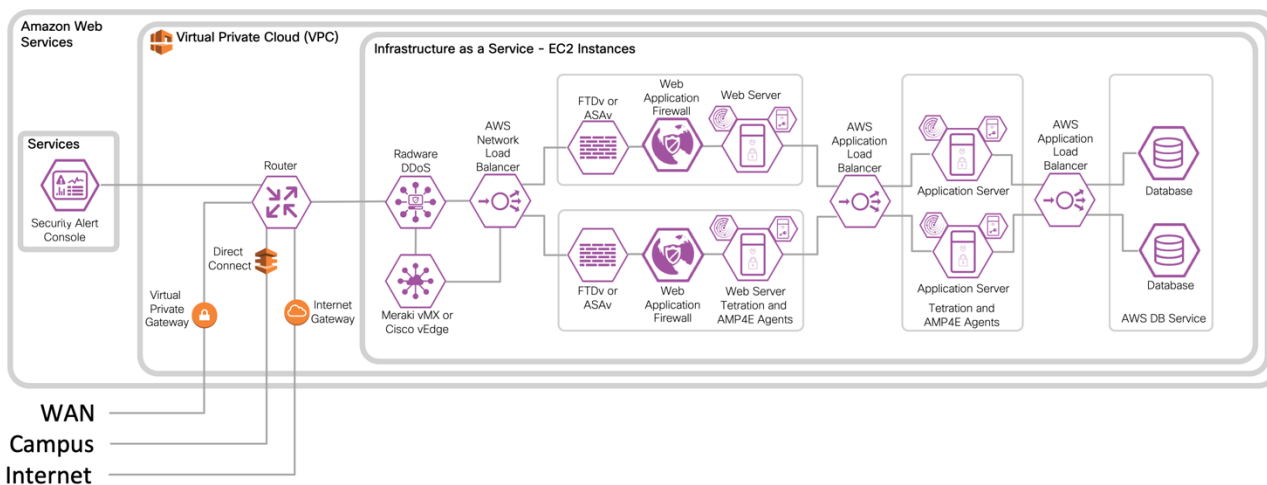 Amazon Web
Services
Virtual Private Cloud (VPC)
Infrastructure as a Service - EC2 Instances
Services
Security Alert
Console
Router
Direct
Connect
Virtual
Private
Gateway
Internet
Gateway
Radware
DDoS
Meraki vMX or
Cisco vEdge
AWS
Network
Load
Balancer
FTDv or
ASAv
Web
Application
Firewall
Web Server
FTDv or
ASAv
Web
Application
Firewall
Web Server
Tetration and
AMP4E Agents
AWS
Application
Load
Balancer
Application Server
Application Server
Tetration and
AMP4E Agents
AWS
Application
Load
Balancer
Database
Database
AWS DB Service
WAN
Campus
Internet